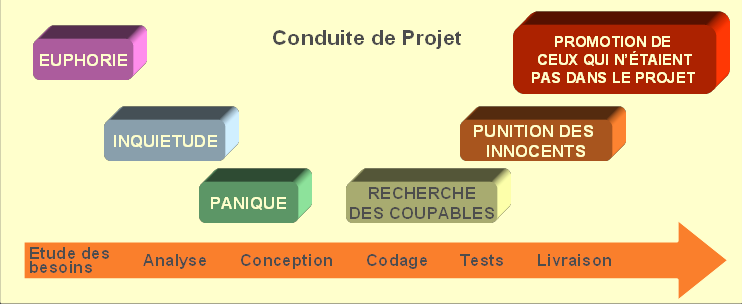 Conduite de Projet
EUPHORIE
PROMOTION DE
CEUX QUI N'ÉTAIENT
PAS DANS LE PROJET
INQUIETUDE
PUNITION DES
INNOCENTS
PANIQUE
RECHERCHE
DES COUPABLES
Etude des
besoins
Analyse
Conception
Codage
Tests
Livraison